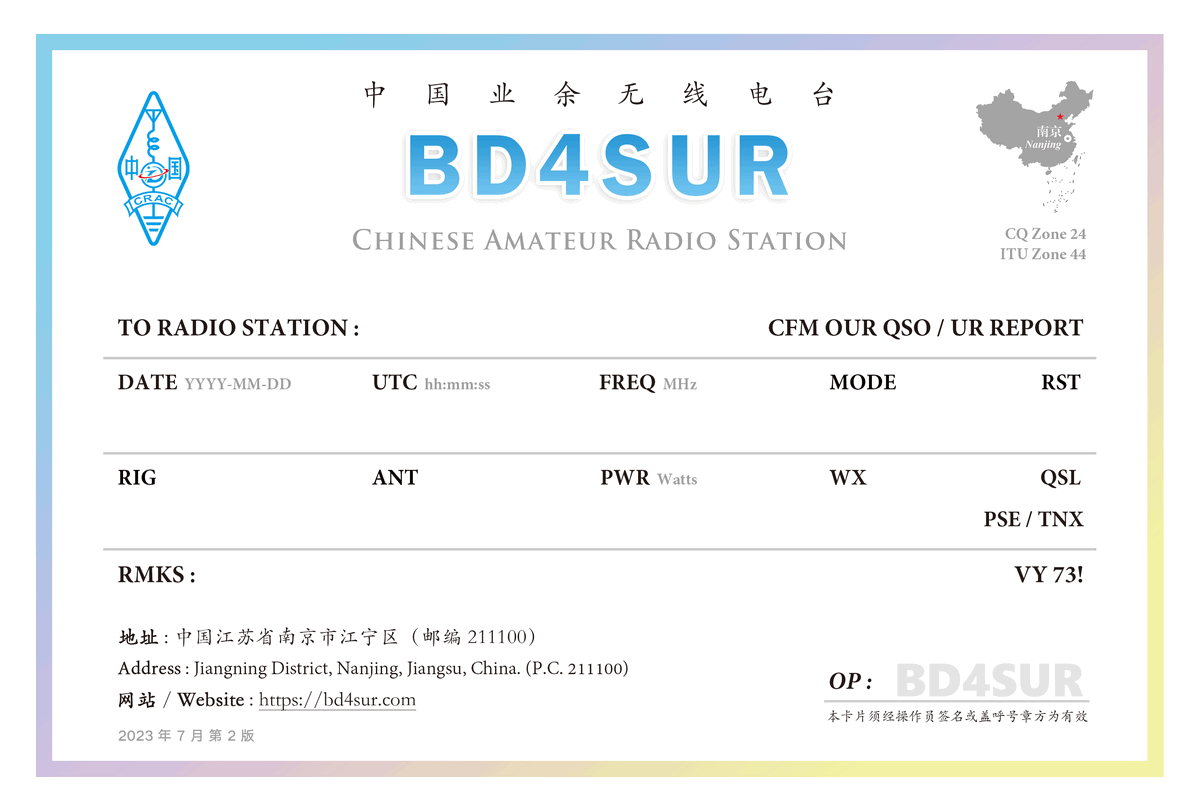 中国业余无线电台
BD4SUR
CHINESE AMATEUR RADIO STATION
中国
CRAC
南京
Nanjing
CQ Zone 24
ITU Zone 44
TO RADIO STATION : CFM OUR QSO / UR REPORT
DATE YYYY-MM-DD UTC hh:mm:ss FREQ MHz MODE RST
RIG ANT PWR Watts WX QSL
PSE / TNX
RMKS : VY 73!
地址 : 中国江苏省南京市江宁区（邮编 211100）
Address : Jiangning District, Nanjing, Jiangsu, China. (P.C. 211100)
网站 / Website : https://bd4sur.com
OP : BD4SUR
本卡片须经操作员签名或盖呼号章方为有效
2023 年 7 月 第 2 版